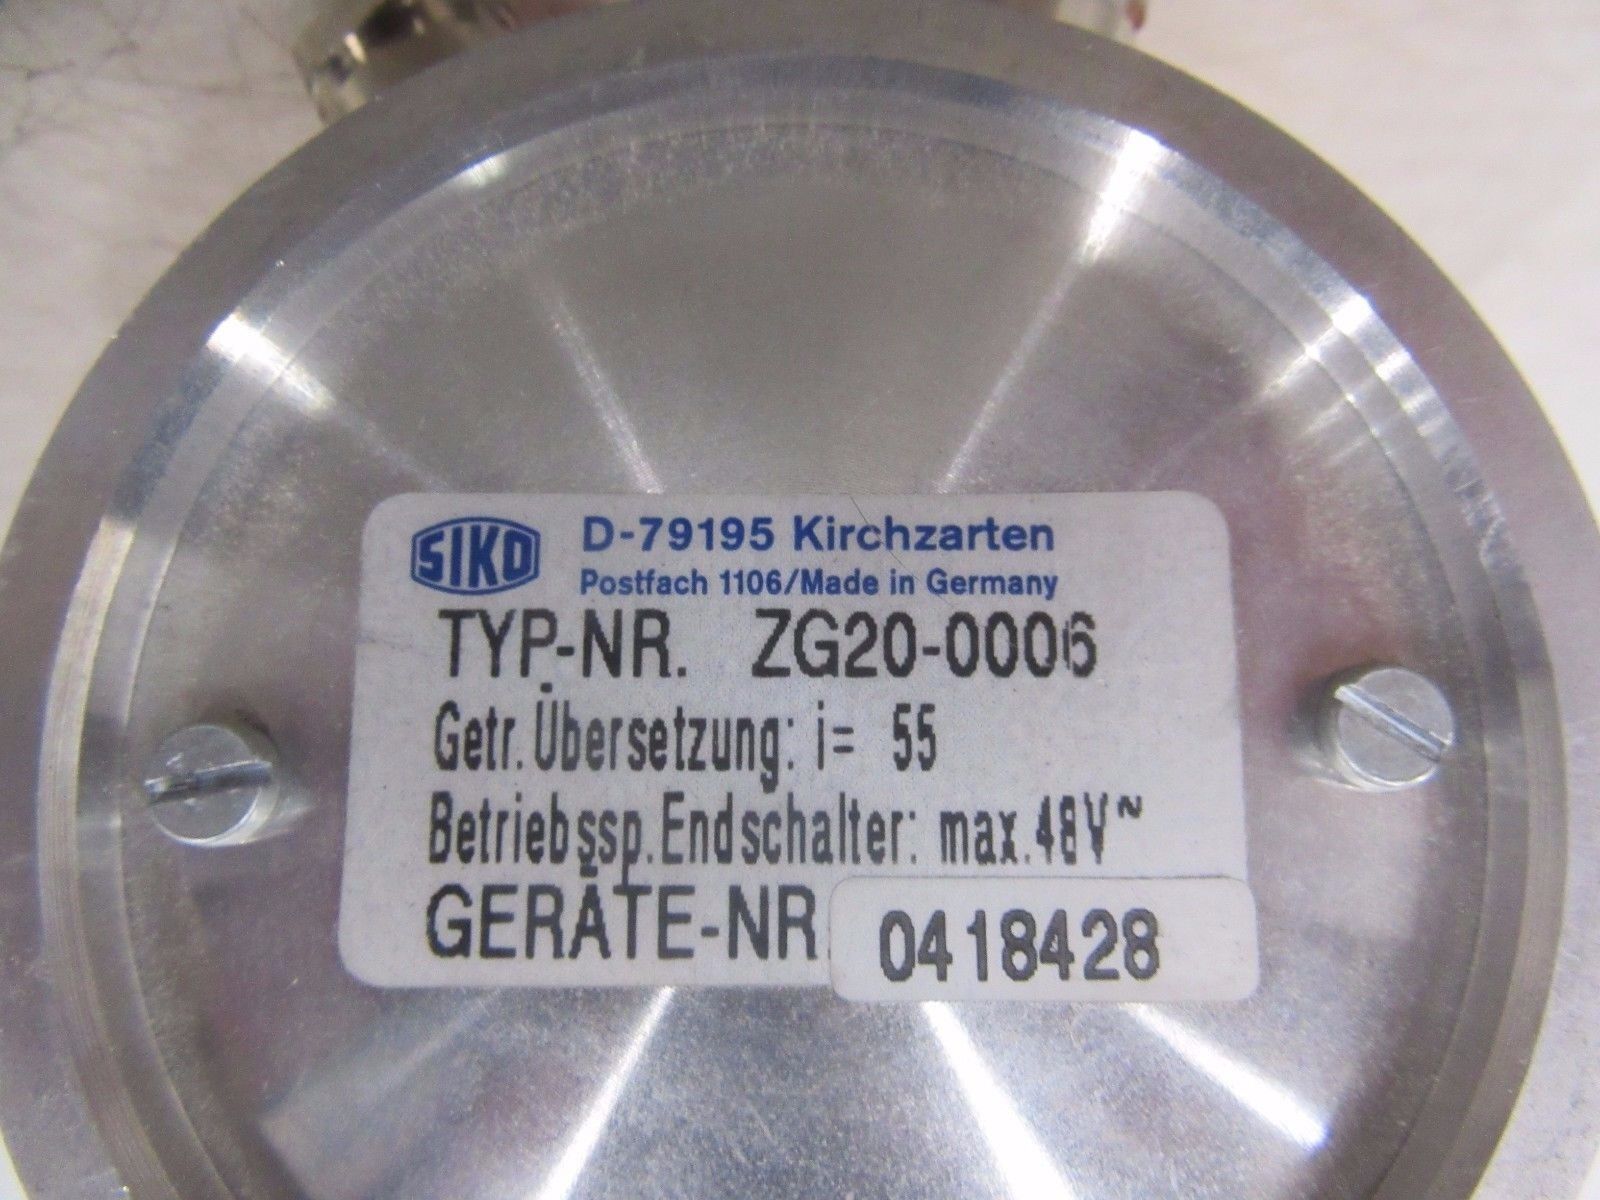 SIKO D-79195 Kirchzarten
Postfach 1106/Made in Germany
TYP-NR. ZG20-0006
Getr.Übersetzung: i= 55
Betriebssp.Endschalter: max.48V~
GERÄTE-NR. 0418428